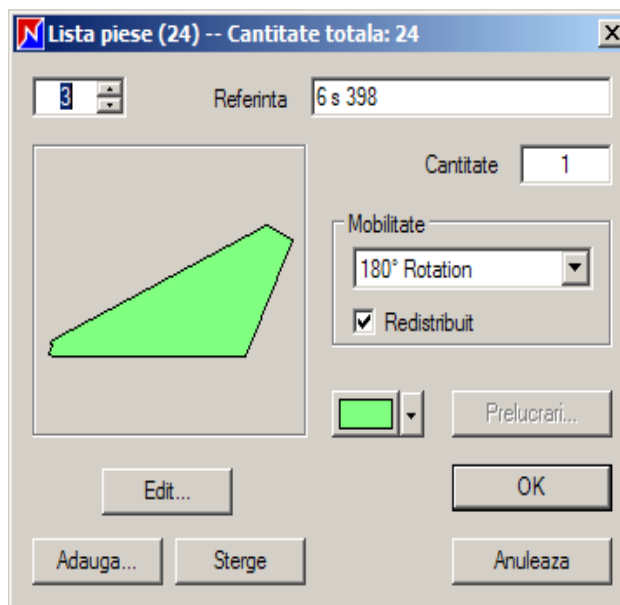 Lista piese (24) -- Cantitate totala: 24
3
Referinta
6 s 398
Cantitate
1
Mobilitate
180° Rotation
Redistribuit
Prelucrari...
Edit...
OK
Adauga...
Sterge
Anuleaza